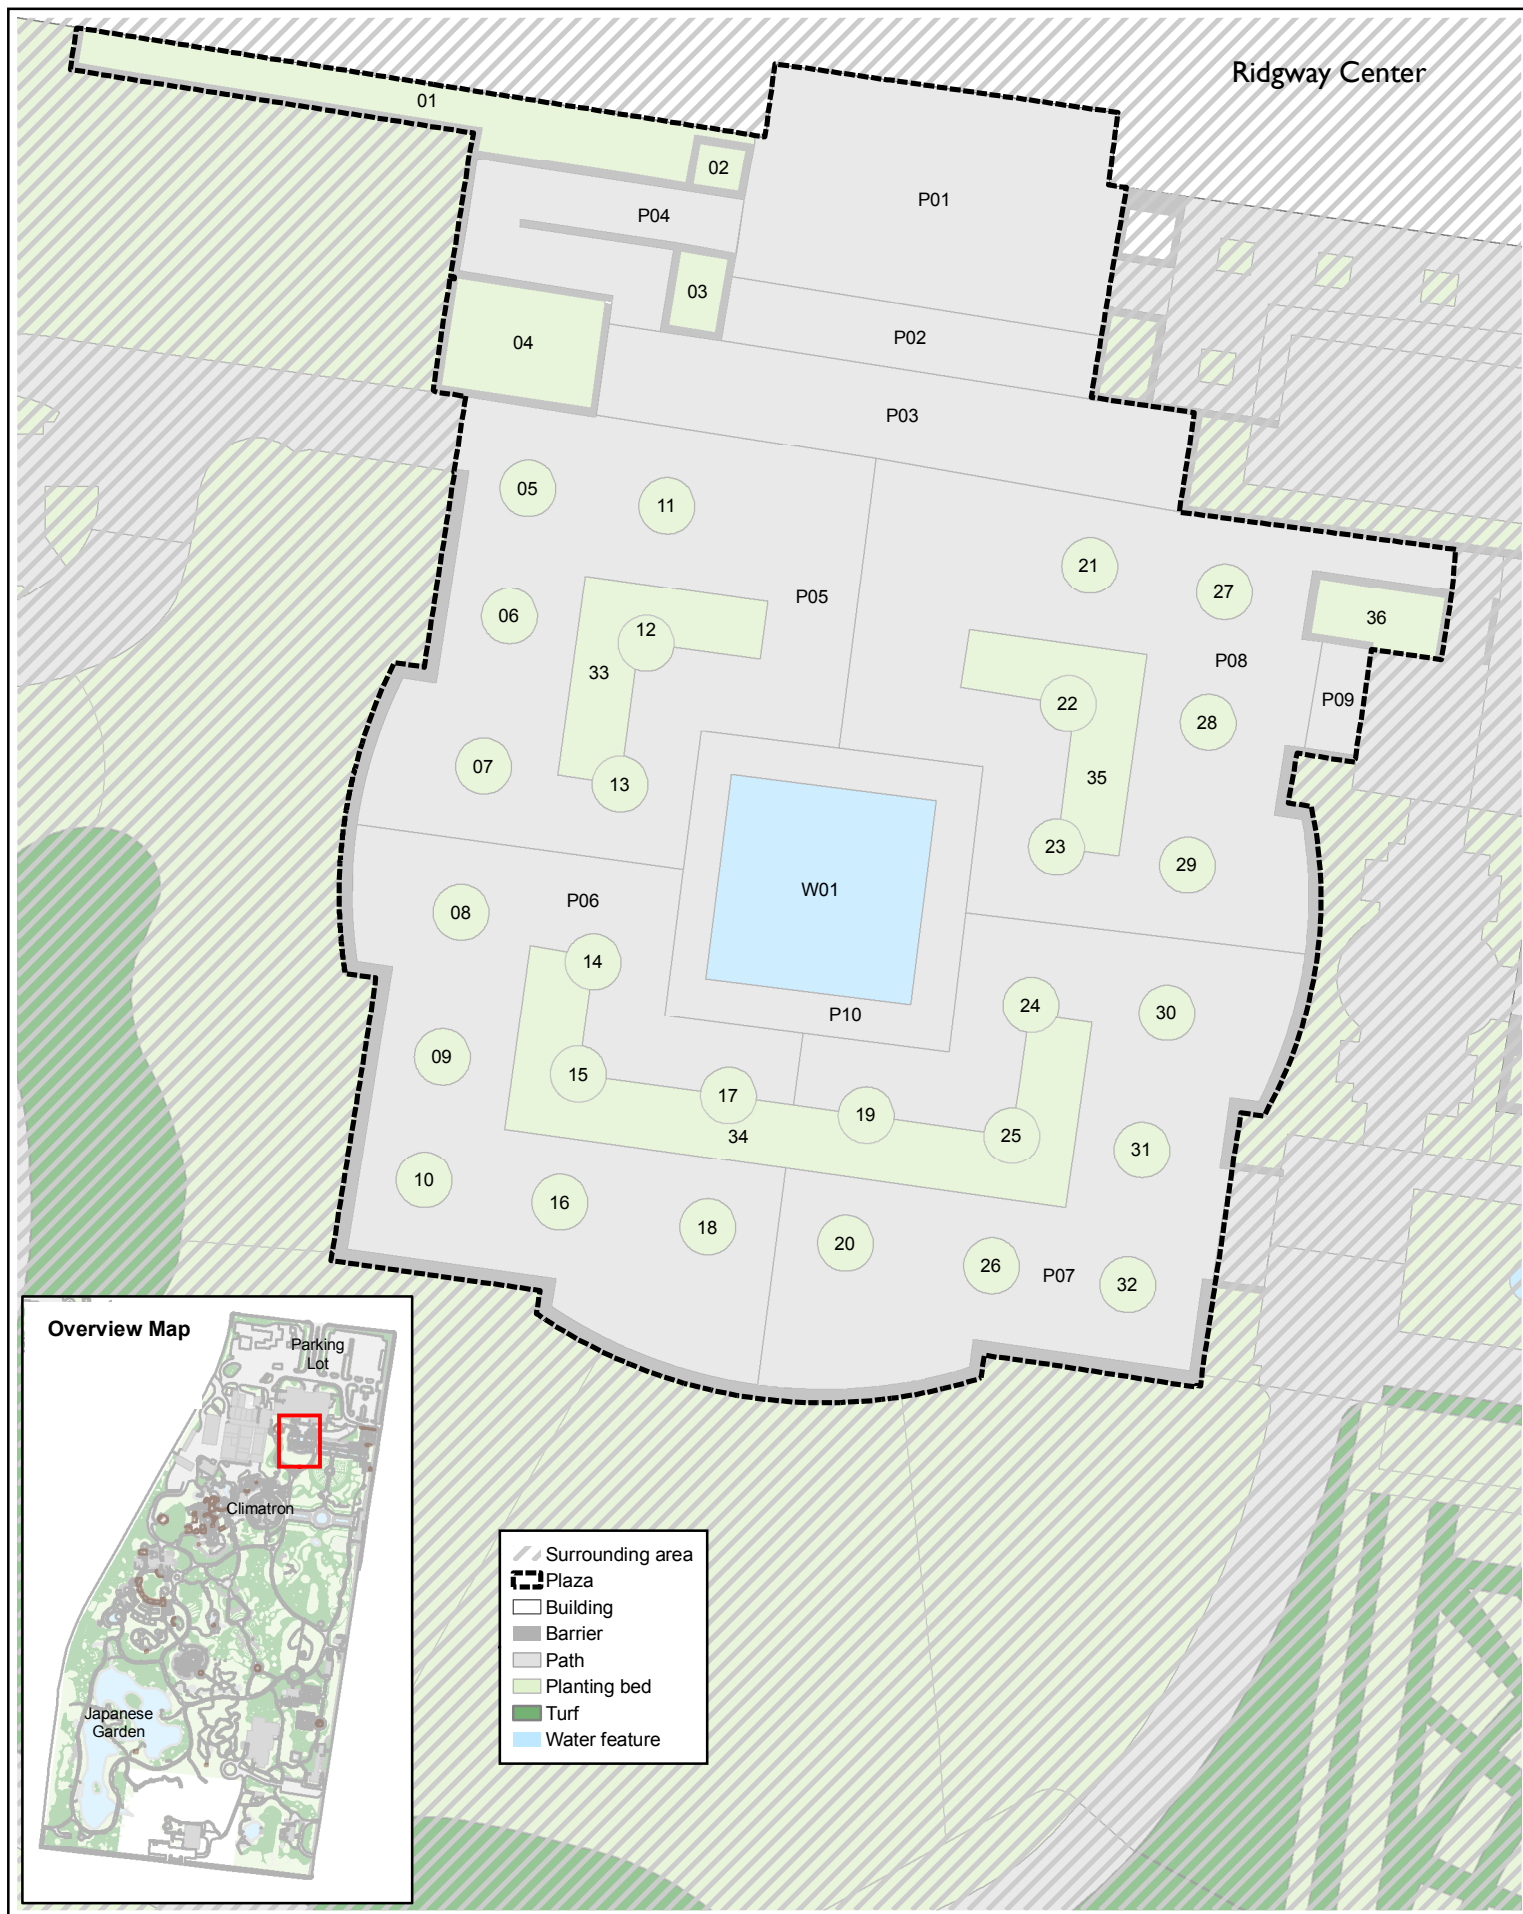 Ridgway Center
01
02
P01
P04
03
P02
04
P03
05
11
21
27
P05
06
12
36
33
P08
22
P09
28
07
13
35
23
29
W01
P06
08
14
24
30
P10
09
15
17
19
25
31
34
10
16
18
20
26
P07
32
Overview Map
Parking
Lot
Climatron
Japanese
Garden
Surrounding area
Plaza
Building
Barrier
Path
Planting bed
Turf
Water feature